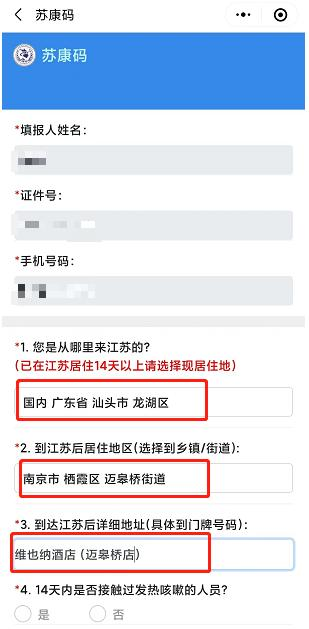 苏康码
苏康码
*填报人姓名:
*证件号:
*手机号码:
*1. 您是从哪里来江苏的?
(已在江苏居住14天以上请选择现居住地)
国内 广东省 汕头市 龙湖区
*2. 到江苏后居住地区(选择到乡镇/街道):
南京市 栖霞区 迈皋桥街道
*3. 到达江苏后详细地址(具体到门牌号码):
维也纳酒店 (迈皋桥店)
*4. 14天内是否接触过发热咳嗽的人员?
是 否